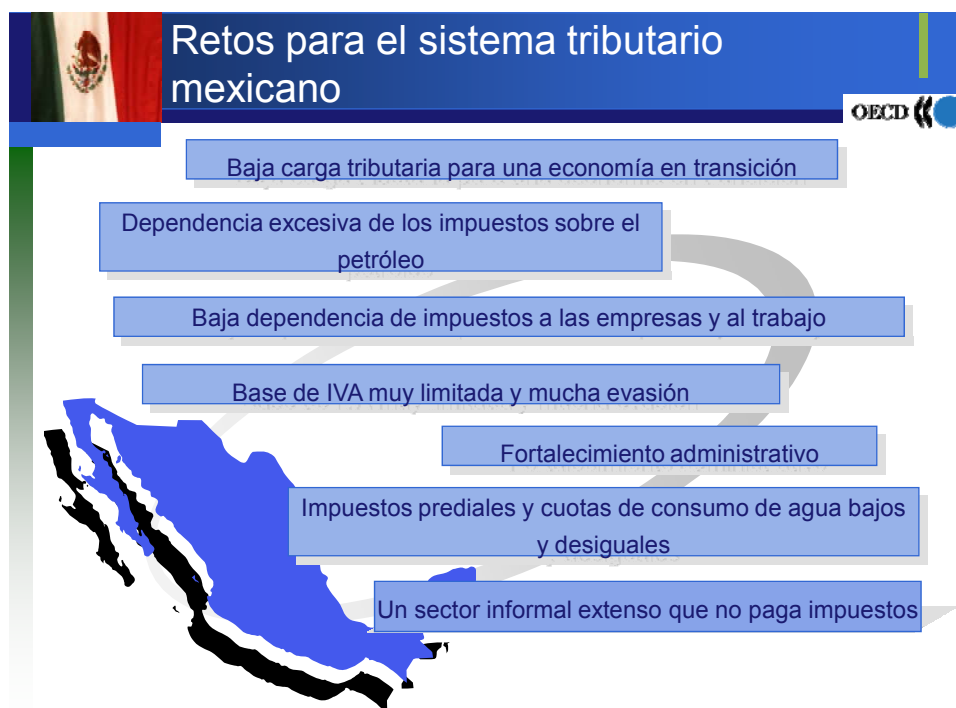 Retos para el sistema tributario
mexicano
OECD
Baja carga tributaria para una economía en transición
Dependencia excesiva de los impuestos sobre el
petróleo
Baja dependencia de impuestos a las empresas y al trabajo
Base de IVA muy limitada y mucha evasión
Fortalecimiento administrativo
Impuestos prediales y cuotas de consumo de agua bajos
y desiguales
Un sector informal extenso que no paga impuestos